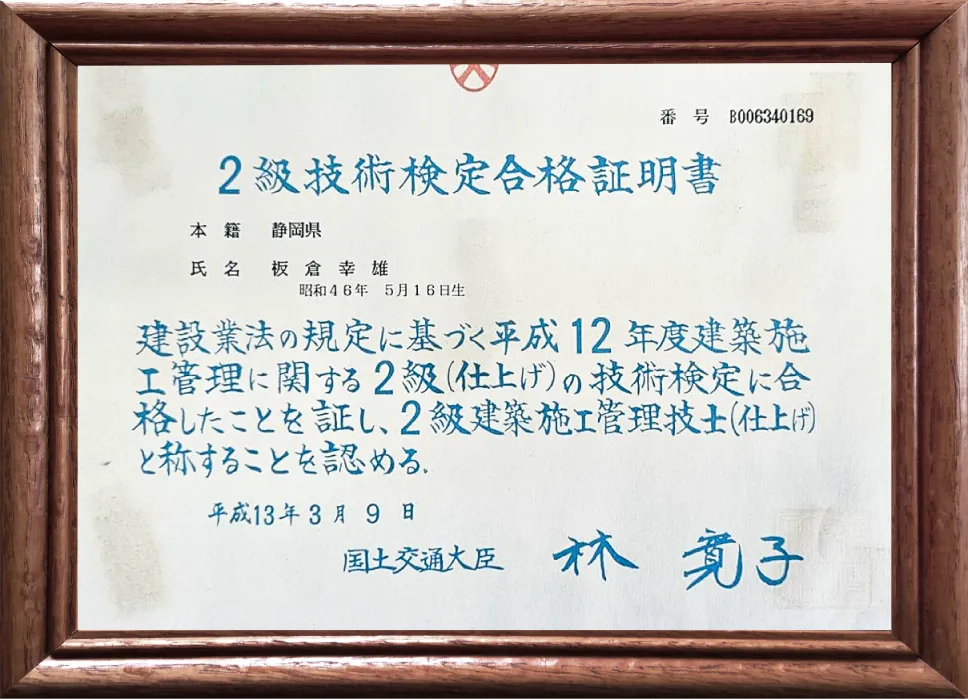 番号 B006340169
2級技術検定合格証明書
本籍 静岡県
氏名 板倉幸雄
昭和46年 5月16日生
建設業法の規定に基づく平成12年度建築施
工管理に関する2級(仕上げ)の技術検定に合
格したことを証し、2級建築施工管理技士(仕上げ)
と称することを認める.
平成13年3月9日
国土交通大臣 林 寛子